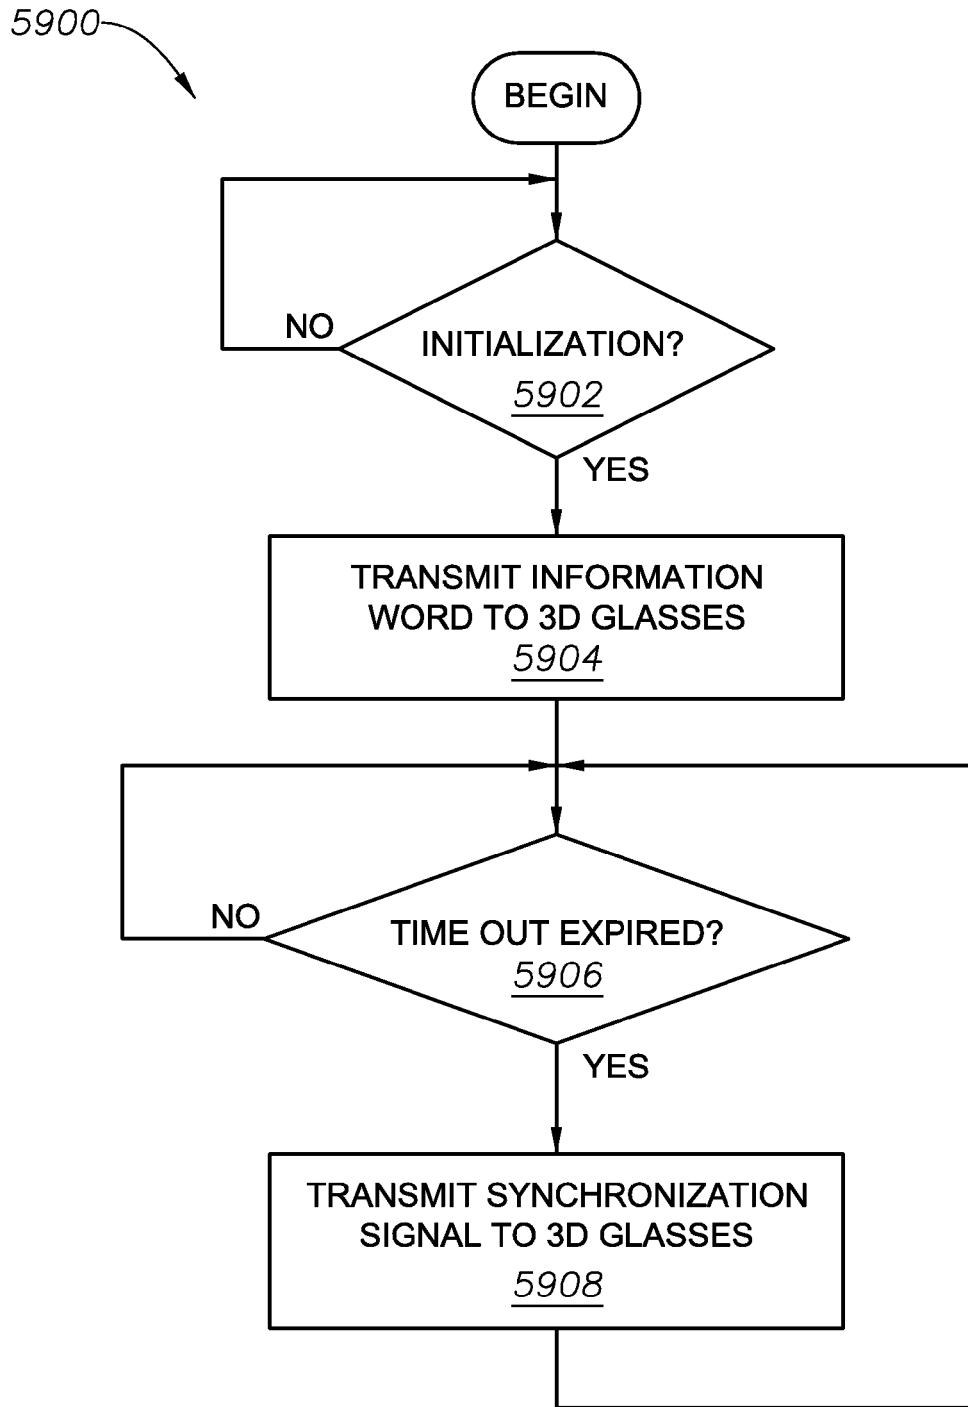 5900
BEGIN
NO
INITIALIZATION?
5902
YES
TRANSMIT INFORMATION
WORD TO 3D GLASSES
5904
NO
TIME OUT EXPIRED?
5906
YES
TRANSMIT SYNCHRONIZATION
SIGNAL TO 3D GLASSES
5908